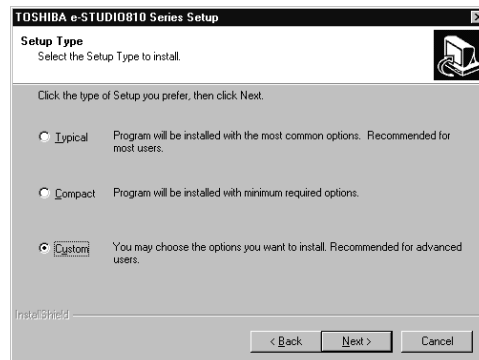 TOSHIBA e-STUDIO810 Series Setup
Setup Type
Select the Setup Type to install.
Click the type of Setup you prefer, then click Next.
Typical Program will be installed with the most common options. Recommended for
most users.
Compact Program will be installed with minimum required options.
Custom You may choose the options you want to install. Recommended for advanced
users.
InstallShield
< Back Next > Cancel